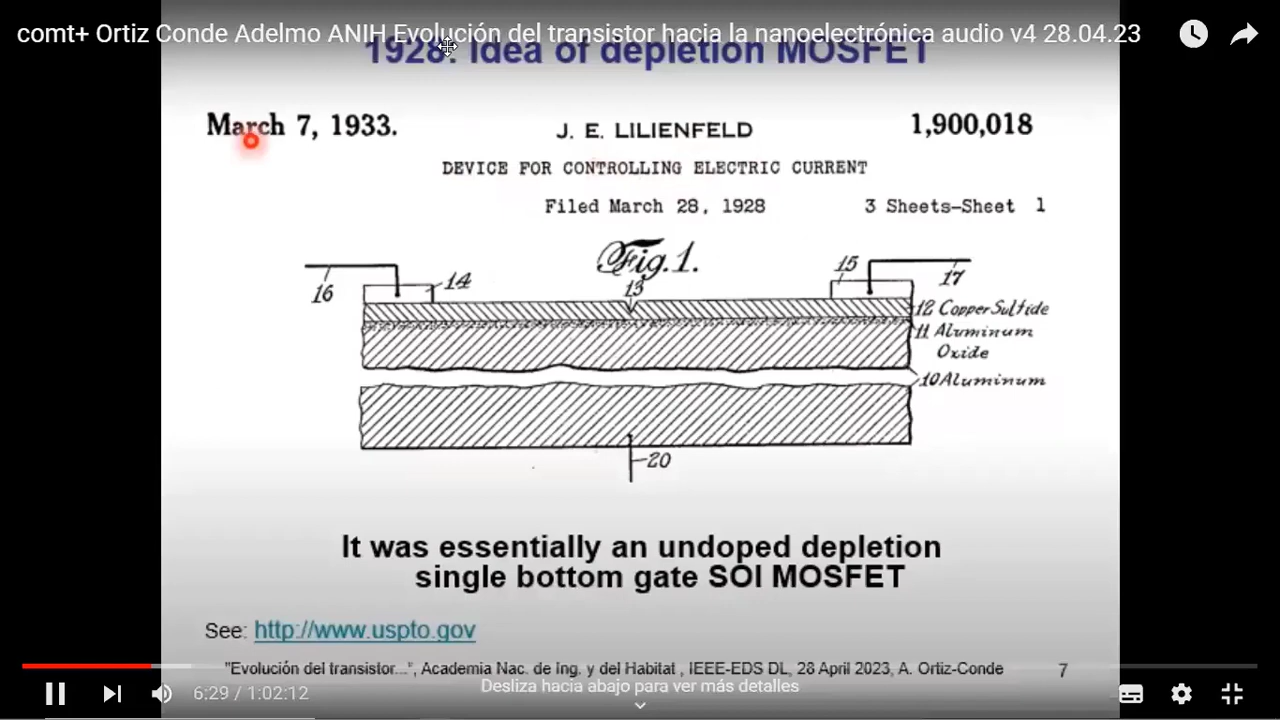 comt+ Ortiz Conde Adelmo ANIH Evolución del transistor hacia la nanoelectrónica audio v4 28.04.23
1928: Idea of depletion MOSFET
March 7, 1933.
J. E. LILIENFELD
1,900,018
DEVICE FOR CONTROLLING ELECTRIC CURRENT
Filed March 28, 1928
3 Sheets-Sheet 1
Fig.1.
16
14
13
15
17
12 Copper Sulfide
11 Aluminum
Oxide
10 Aluminum
20
It was essentially an undoped depletion
single bottom gate SOI MOSFET
See: http://www.uspto.gov
"Evolución del transistor...", Academia Nac. de Ing. y del Habitat , IEEE-EDS DL, 28 April 2023, A. Ortiz-Conde
7
Desliza hacia abajo para ver más detalles
6:29 / 1:02:12